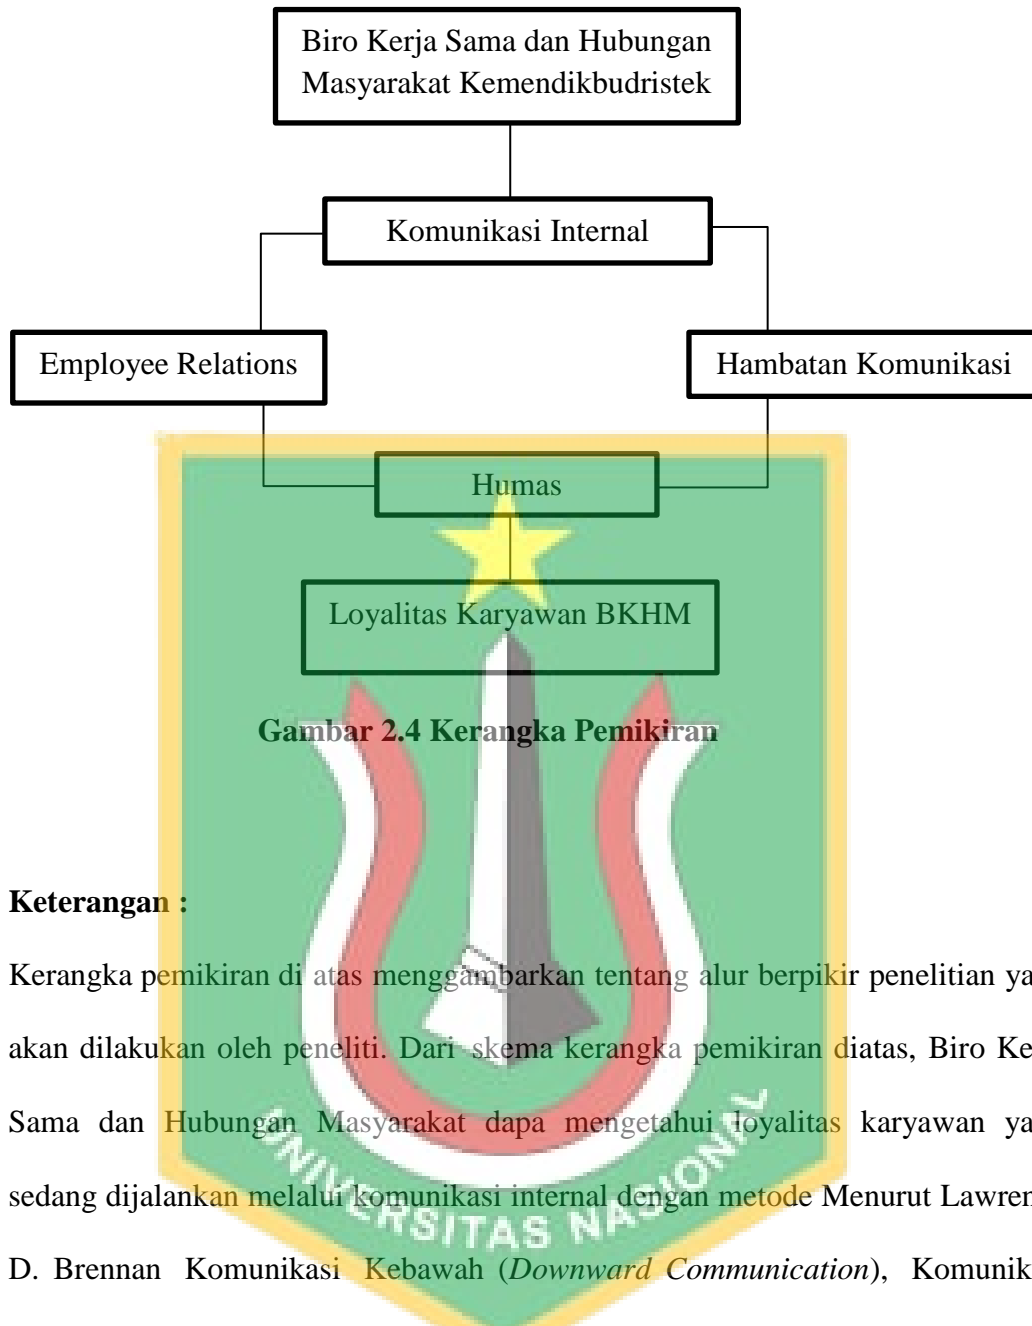 Biro Kerja Sama dan Hubungan
Masyarakat Kemendikbudristek
Komunikasi Internal
Employee Relations
Hambatan Komunikasi
Humas
Loyalitas Karyawan BKHM
Gambar 2.4 Kerangka Pemikiran
Keterangan :
Kerangka pemikiran di atas menggambarkan tentang alur berpikir penelitian ya
akan dilakukan oleh peneliti. Dari skema kerangka pemikiran diatas, Biro Ke
Sama dan Hubungan Masyarakat dapa mengetahui loyalitas karyawan ya
sedang dijalankan melalui komunikasi internal dengan metode Menurut Lawren
D. Brennan Komunikasi Kebawah (Downward Communication), Komunik
UNIVERSITAS NASIONAL